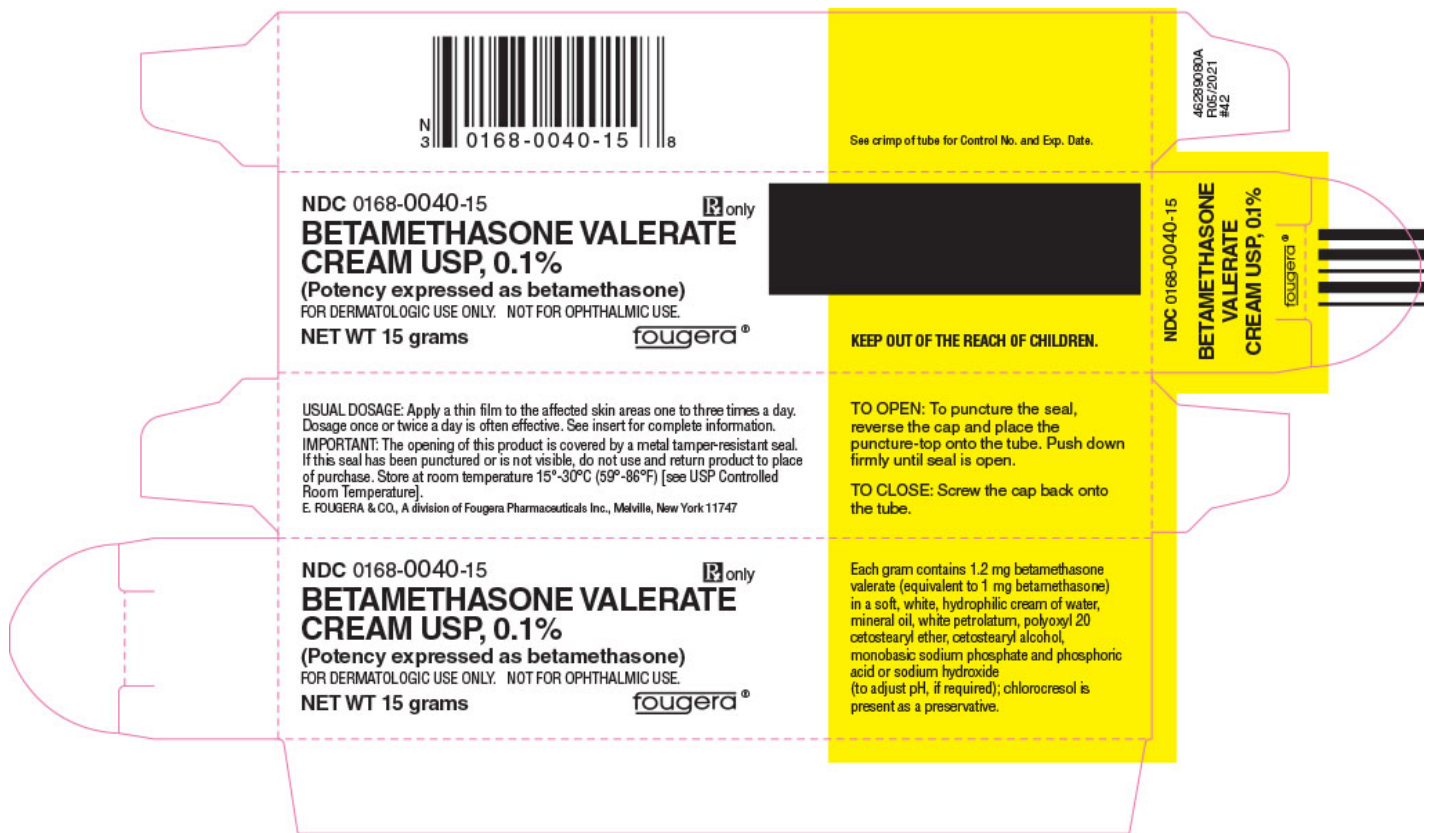 N
3 0168-0040-15 8
See crimp of tube for Control No. and Exp. Date.
46289080A
R05/2021
#42
NDC 0168-0040-15
Rx only
BETAMETHASONE VALERATE
CREAM USP, 0.1%
(Potency expressed as betamethasone)
FOR DERMATOLOGIC USE ONLY. NOT FOR OPHTHALMIC USE.
NET WT 15 grams
fougera®
KEEP OUT OF THE REACH OF CHILDREN.
NDC 0168-0040-15
BETAMETHASONE
VALERATE
CREAM USP, 0.1%
fougera®
USUAL DOSAGE: Apply a thin film to the affected skin areas one to three times a day.
Dosage once or twice a day is often effective. See insert for complete information.
IMPORTANT: The opening of this product is covered by a metal tamper-resistant seal.
If this seal has been punctured or is not visible, do not use and return product to place
of purchase. Store at room temperature 15°-30°C (59°-86°F) [see USP Controlled
Room Temperature].
E. FOUGERA & CO., A division of Fougera Pharmaceuticals Inc., Melville, New York 11747
TO OPEN: To puncture the seal,
reverse the cap and place the
puncture-top onto the tube. Push down
firmly until seal is open.
TO CLOSE: Screw the cap back onto
the tube.
NDC 0168-0040-15
Rx only
BETAMETHASONE VALERATE
CREAM USP, 0.1%
(Potency expressed as betamethasone)
FOR DERMATOLOGIC USE ONLY. NOT FOR OPHTHALMIC USE.
NET WT 15 grams
fougera®
Each gram contains 1.2 mg betamethasone
valerate (equivalent to 1 mg betamethasone)
in a soft, white, hydrophilic cream of water,
mineral oil, white petrolatum, polyoxyl 20
cetostearyl ether, cetostearyl alcohol,
monobasic sodium phosphate and phosphoric
acid or sodium hydroxide
(to adjust pH, if required); chlorocresol is
present as a preservative.